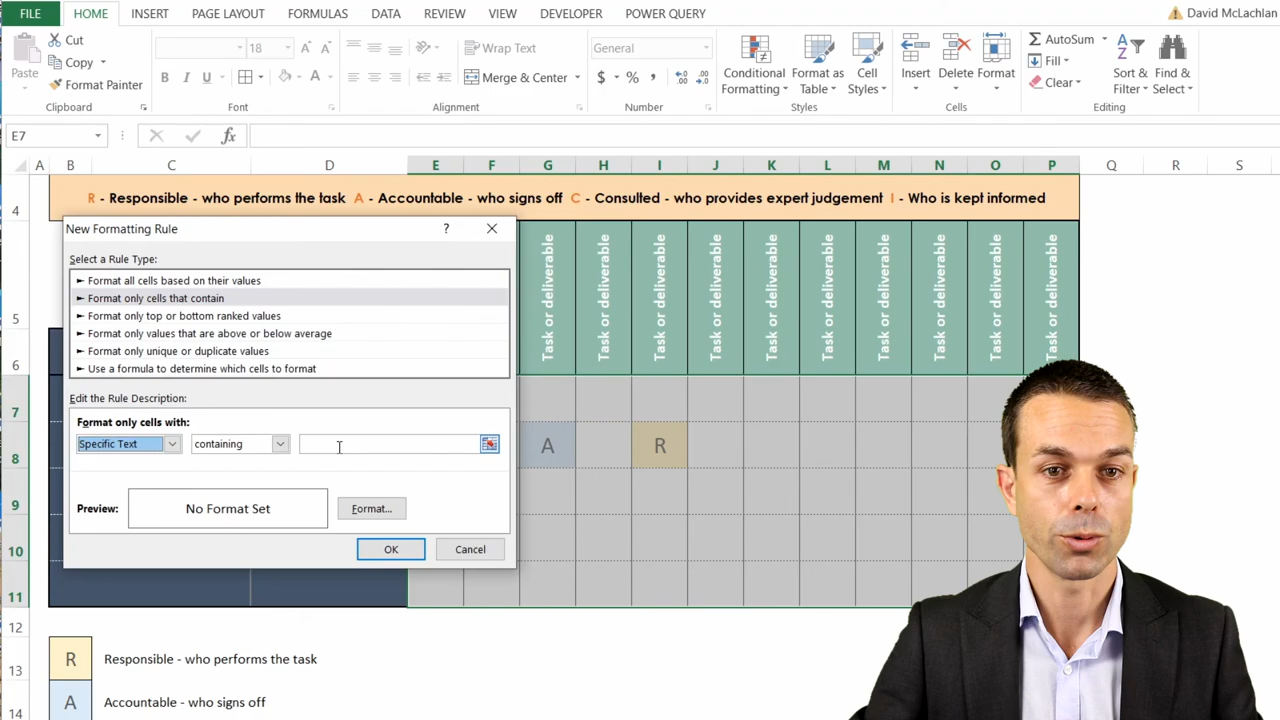 FILE HOME INSERT PAGE LAYOUT FORMULAS DATA REVIEW VIEW DEVELOPER POWER QUERY David McLachlan
Paste Cut Copy Format Painter
18
B I U A
Wrap Text
Merge & Center
General
$ %
Conditional Formatting
Format as Table
Cell Styles
Insert
Delete
Format
AutoSum
Fill
Clear
Sort & Filter
Find & Select
Clipboard Font Alignment Number Styles Cells Editing
E7 fx
A B C D E F G H I J K L M N O P Q R S
4 R - Responsible - who performs the task A - Accountable - who signs off C - Consulted - who provides expert judgement I - Who is kept informed
New Formatting Rule ?
Select a Rule Type:
► Format all cells based on their values
► Format only cells that contain
► Format only top or bottom ranked values
► Format only values that are above or below average
► Format only unique or duplicate values
► Use a formula to determine which cells to format
Edit the Rule Description:
Format only cells with:
Specific Text containing
Preview: No Format Set Format...
OK Cancel
Task or deliverable
Task or deliverable
Task or deliverable
Task or deliverable
Task or deliverable
Task or deliverable
Task or deliverable
Task or deliverable
Task or deliverable
Task or deliverable
5
6
7
8 A R
9
10
11
12
13 R Responsible - who performs the task
14 A Accountable - who signs off